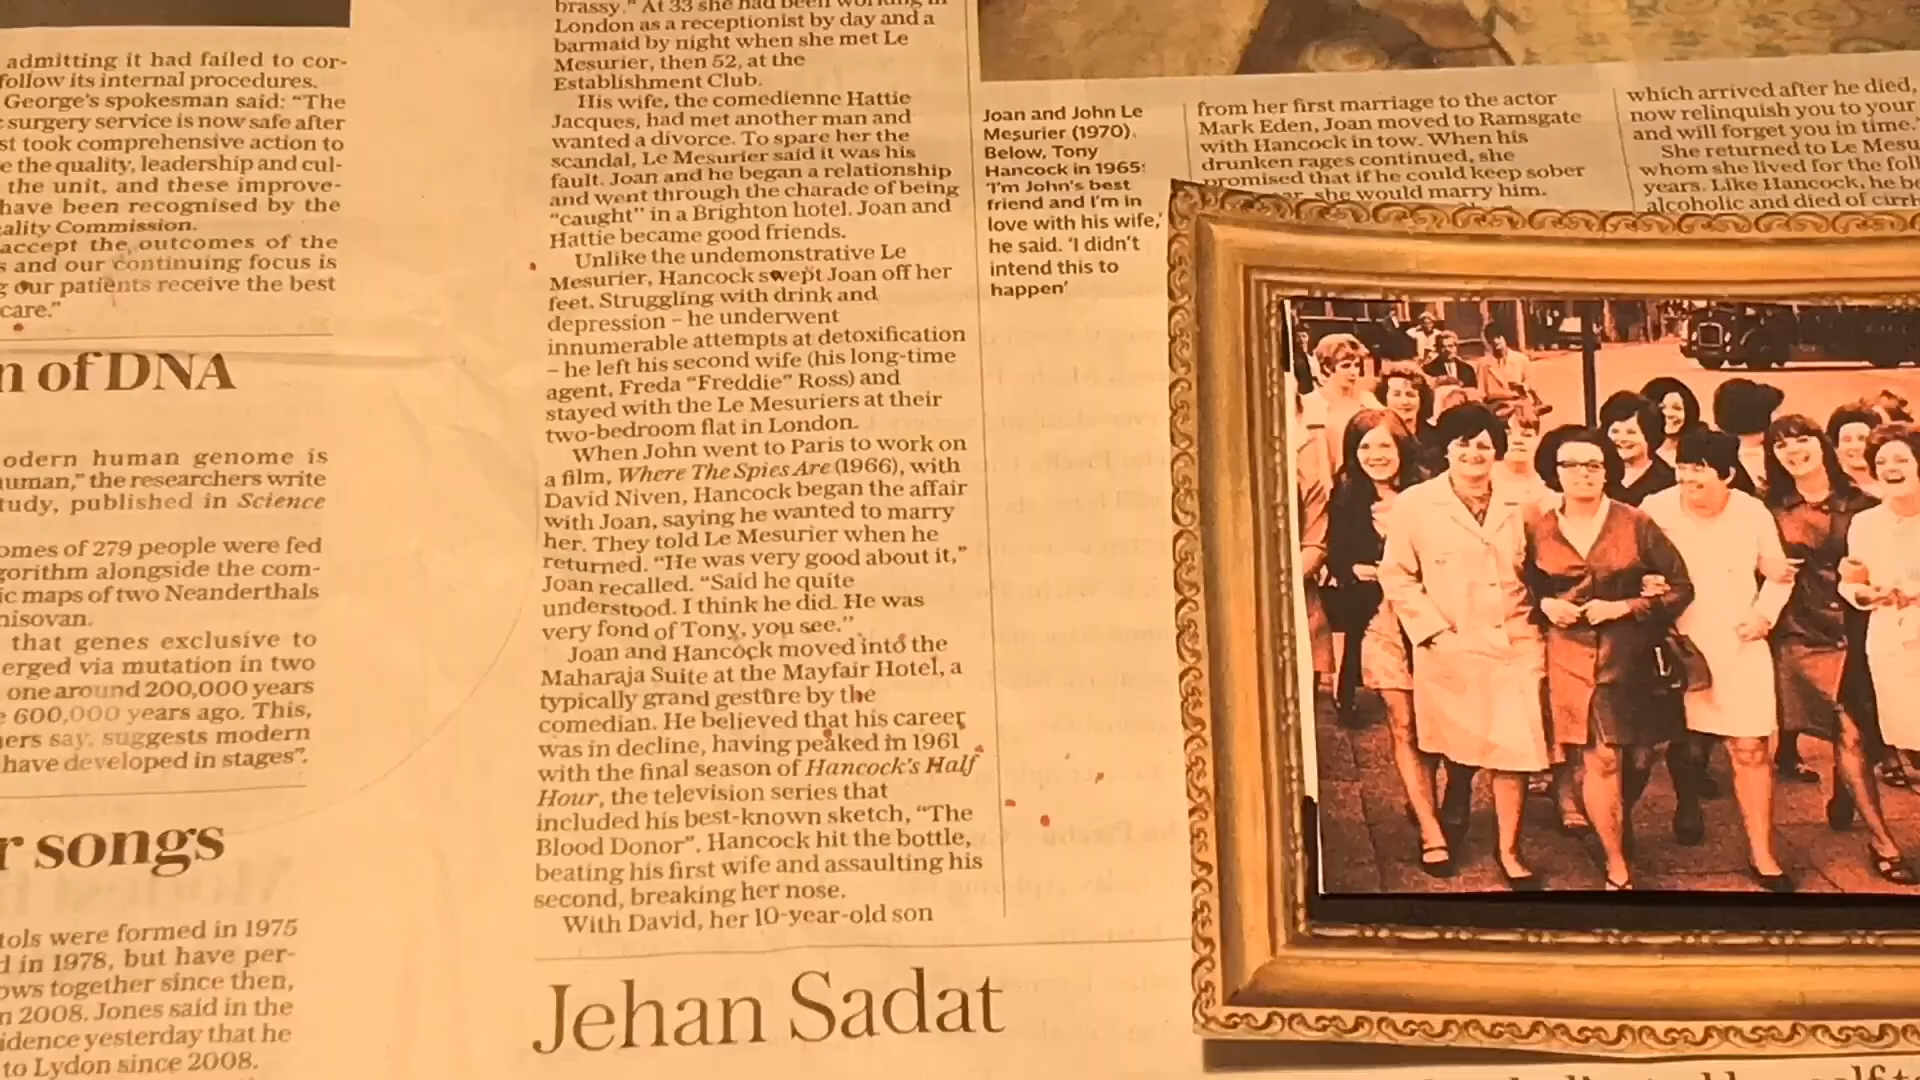 admitting it had failed to cor-
follow its internal procedures.
George's spokesman said: "The
surgery service is now safe after
st took comprehensive action to
e the quality, leadership and cul-
the unit, and these improve-
have been recognised by the
ality Commission.
accept the outcomes of the
s and our continuing focus is
g our patients receive the best
care."
n of DNA
odern human genome is
uman," the researchers write
tudy, published in Science
omes of 279 people were fed
gorithm alongside the com-
ic maps of two Neanderthals
nisovan.
that genes exclusive to
erged via mutation in two
one around 200,000 years
e 600,000 years ago. This,
ers say, suggests modern
have developed in stages".
r songs
tols were formed in 1975
d in 1978, but have per-
ows together since then,
n 2008. Jones said in the
idence yesterday that he
to Lydon since 2008.
brassy." At 33 she had been working in
London as a receptionist by day and a
barmaid by night when she met Le
Mesurier, then 52, at the
Establishment Club.
His wife, the comedienne Hattie
Jacques, had met another man and
wanted a divorce. To spare her the
scandal, Le Mesurier said it was his
fault. Joan and he began a relationship
and went through the charade of being
"caught" in a Brighton hotel. Joan and
Hattie became good friends.
Unlike the undemonstrative Le
Mesurier, Hancock swept Joan off her
feet. Struggling with drink and
depression – he underwent
innumerable attempts at detoxification
– he left his second wife (his long-time
agent, Freda "Freddie" Ross) and
stayed with the Le Mesuriers at their
two-bedroom flat in London.
When John went to Paris to work on
a film, Where The Spies Are (1966), with
David Niven, Hancock began the affair
with Joan, saying he wanted to marry
her. They told Le Mesurier when he
returned. "He was very good about it,"
Joan recalled. "Said he quite
understood. I think he did. He was
very fond of Tony, you see."
Joan and Hancock moved into the
Maharaja Suite at the Mayfair Hotel, a
typically grand gesture by the
comedian. He believed that his career
was in decline, having peaked in 1961
with the final season of Hancock's Half
Hour, the television series that
included his best-known sketch, "The
Blood Donor". Hancock hit the bottle,
beating his first wife and assaulting his
second, breaking her nose.
With David, her 10-year-old son
Joan and John Le
Mesurier (1970).
Below, Tony
Hancock in 1965:
'I'm John's best
friend and I'm in
love with his wife,'
he said. 'I didn't
intend this to
happen'
from her first marriage to the actor
Mark Eden, Joan moved to Ramsgate
with Hancock in tow. When his
drunken rages continued, she
promised that if he could keep sober
she would marry him.
which arrived after he died,
now relinquish you to your
and will forget you in time.
She returned to Le Mesu
whom she lived for the foll
years. Like Hancock, he be
alcoholic and died of cirrh
Jehan Sadat